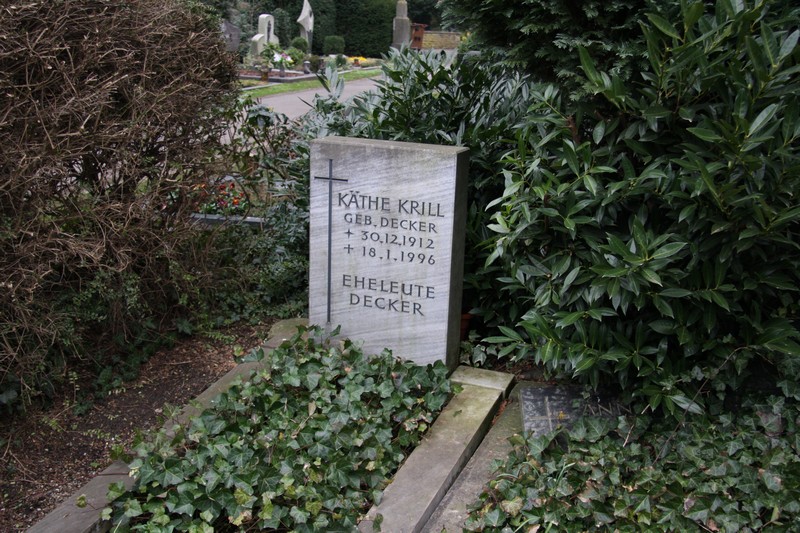 KÄTHE KRILL
GEB. DECKER
+ 30.12.1912
+ 18.1.1996
EHELEUTE
DECKER